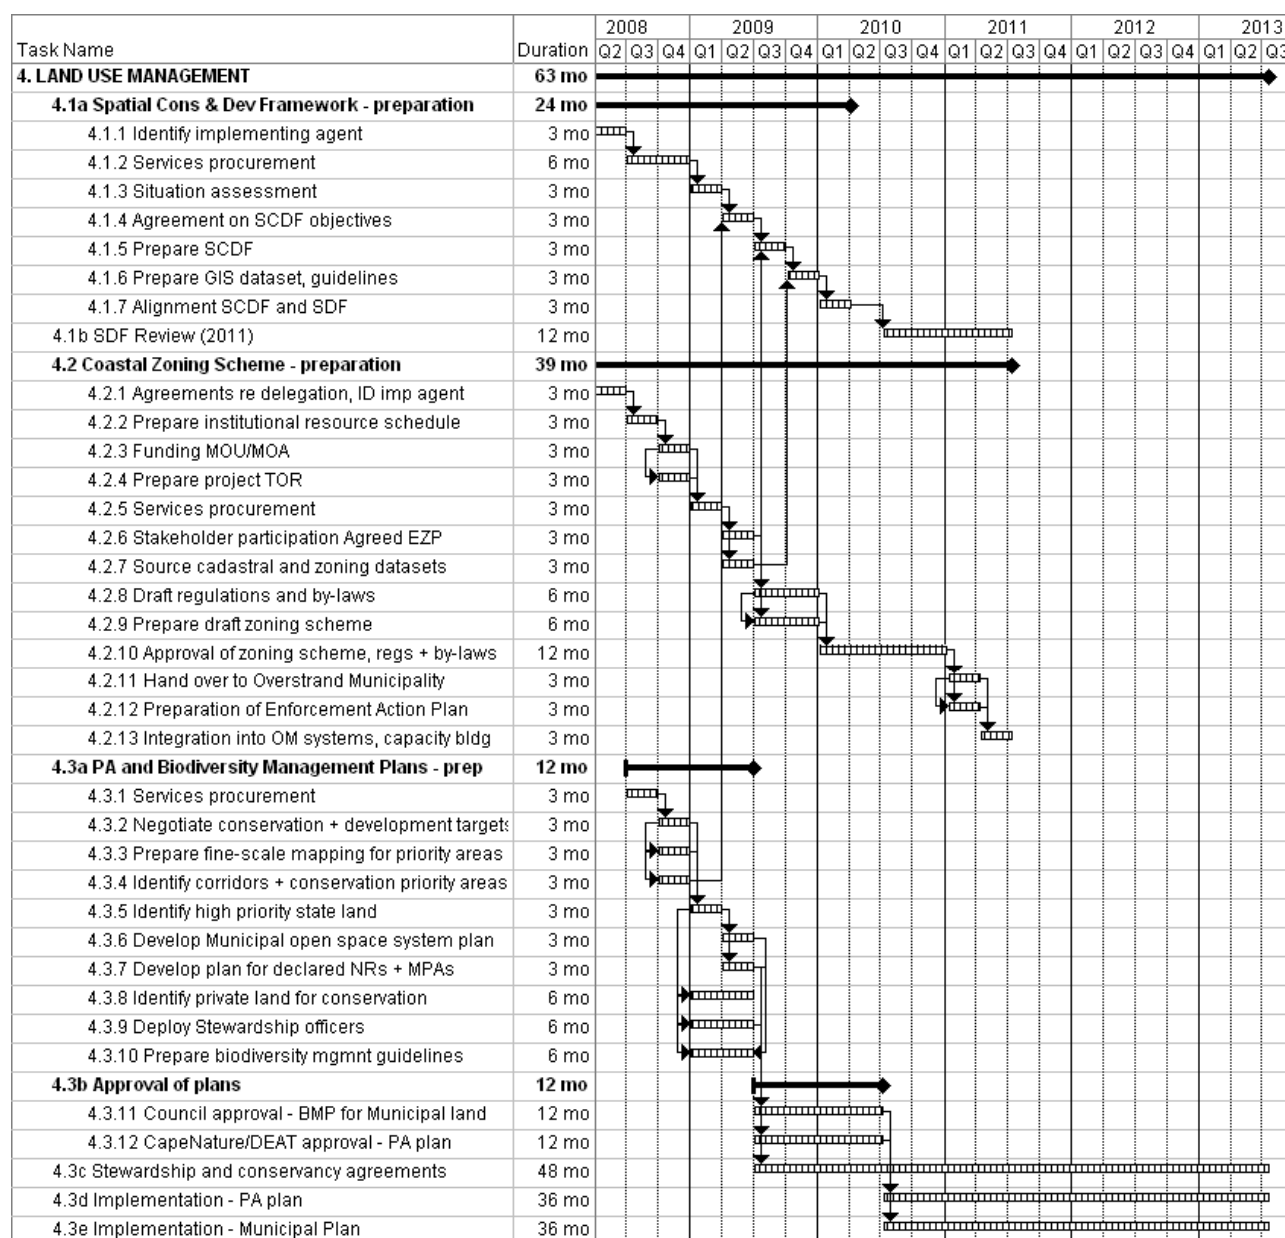 2008 2009 2010 2011 2012 2013
Task Name Duration Q2 Q3 Q4 Q1 Q2 Q3 Q4 Q1 Q2 Q3 Q4 Q1 Q2 Q3 Q4 Q1 Q2 Q3 Q4 Q1 Q2 Q3
4. LAND USE MANAGEMENT 63 mo
4.1a Spatial Cons & Dev Framework - preparation 24 mo
4.1.1 Identify implementing agent 3 mo
4.1.2 Services procurement 6 mo
4.1.3 Situation assessment 3 mo
4.1.4 Agreement on SCDF objectives 3 mo
4.1.5 Prepare SCDF 3 mo
4.1.6 Prepare GIS dataset, guidelines 3 mo
4.1.7 Alignment SCDF and SDF 3 mo
4.1b SDF Review (2011) 12 mo
4.2 Coastal Zoning Scheme - preparation 39 mo
4.2.1 Agreements re delegation, ID imp agent 3 mo
4.2.2 Prepare institutional resource schedule 3 mo
4.2.3 Funding MOU/MOA 3 mo
4.2.4 Prepare project TOR 3 mo
4.2.5 Services procurement 3 mo
4.2.6 Stakeholder participation Agreed EZP 3 mo
4.2.7 Source cadastral and zoning datasets 3 mo
4.2.8 Draft regulations and by-laws 6 mo
4.2.9 Prepare draft zoning scheme 6 mo
4.2.10 Approval of zoning scheme, regs + by-laws 12 mo
4.2.11 Hand over to Overstrand Municipality 3 mo
4.2.12 Preparation of Enforcement Action Plan 3 mo
4.2.13 Integration into OM systems, capacity bldg 3 mo
4.3a PA and Biodiversity Management Plans - prep 12 mo
4.3.1 Services procurement 3 mo
4.3.2 Negotiate conservation + development targets 3 mo
4.3.3 Prepare fine-scale mapping for priority areas 3 mo
4.3.4 Identify corridors + conservation priority areas 3 mo
4.3.5 Identify high priority state land 3 mo
4.3.6 Develop Municipal open space system plan 3 mo
4.3.7 Develop plan for declared NRs + MPAs 3 mo
4.3.8 Identify private land for conservation 6 mo
4.3.9 Deploy Stewardship officers 6 mo
4.3.10 Prepare biodiversity mgmnt guidelines 6 mo
4.3b Approval of plans 12 mo
4.3.11 Council approval - BMP for Municipal land 12 mo
4.3.12 CapeNature/DEAT approval - PA plan 12 mo
4.3c Stewardship and conservancy agreements 48 mo
4.3d Implementation - PA plan 36 mo
4.3e Implementation - Municipal Plan 36 mo